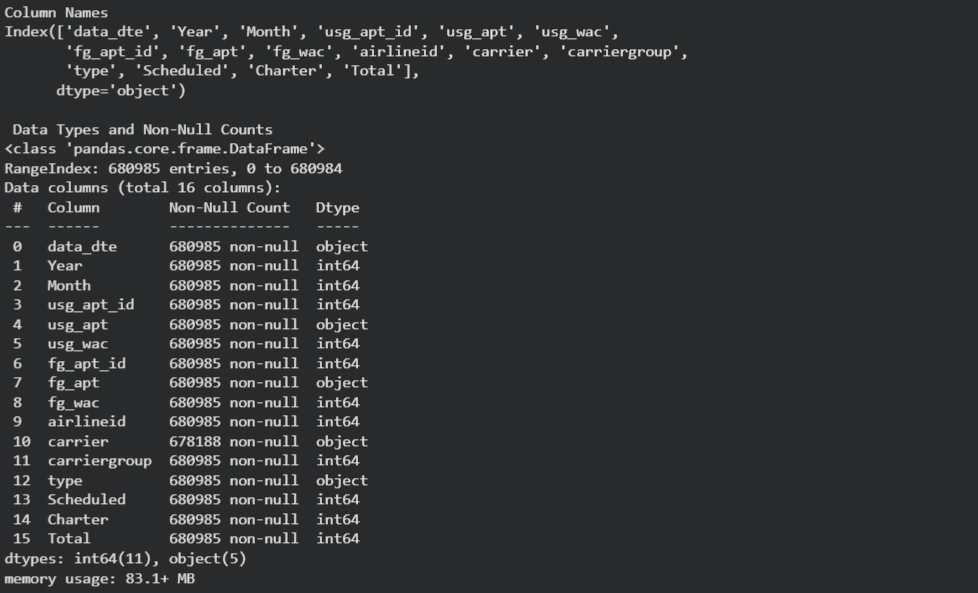 Column Names
Index(['data_dte', 'Year', 'Month', 'usg_apt_id', 'usg_apt', 'usg_wac',
       'fg_apt_id', 'fg_apt', 'fg_wac', 'airlineid', 'carrier', 'carriergroup',
       'type', 'Scheduled', 'Charter', 'Total'],
      dtype='object')

 Data Types and Non-Null Counts
<class 'pandas.core.frame.DataFrame'>
RangeIndex: 680985 entries, 0 to 680984
Data columns (total 16 columns):
 #   Column        Non-Null Count   Dtype
---  ------        --------------   -----
 0   data_dte      680985 non-null  object
 1   Year          680985 non-null  int64
 2   Month         680985 non-null  int64
 3   usg_apt_id    680985 non-null  int64
 4   usg_apt       680985 non-null  object
 5   usg_wac       680985 non-null  int64
 6   fg_apt_id     680985 non-null  int64
 7   fg_apt        680985 non-null  object
 8   fg_wac        680985 non-null  int64
 9   airlineid     680985 non-null  int64
 10  carrier       678188 non-null  object
 11  carriergroup  680985 non-null  int64
 12  type          680985 non-null  object
 13  Scheduled     680985 non-null  int64
 14  Charter       680985 non-null  int64
 15  Total         680985 non-null  int64
dtypes: int64(11), object(5)
memory usage: 83.1+ MB